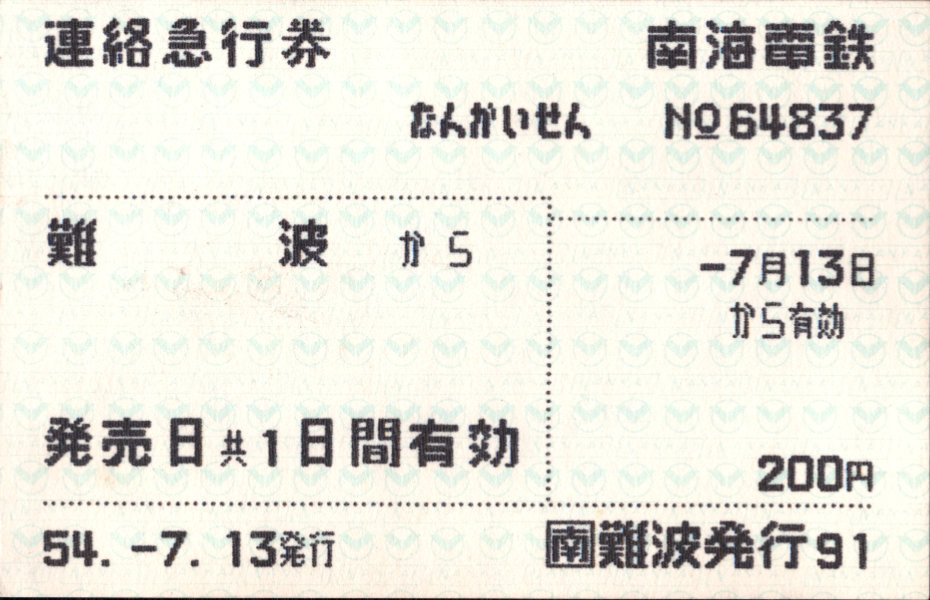 連絡急行券 南海電鉄
なんかいせん №64837
難波から
-7月13日
から有効
発売日共1日間有効
200円
54.-7.13発行 南難波発行91